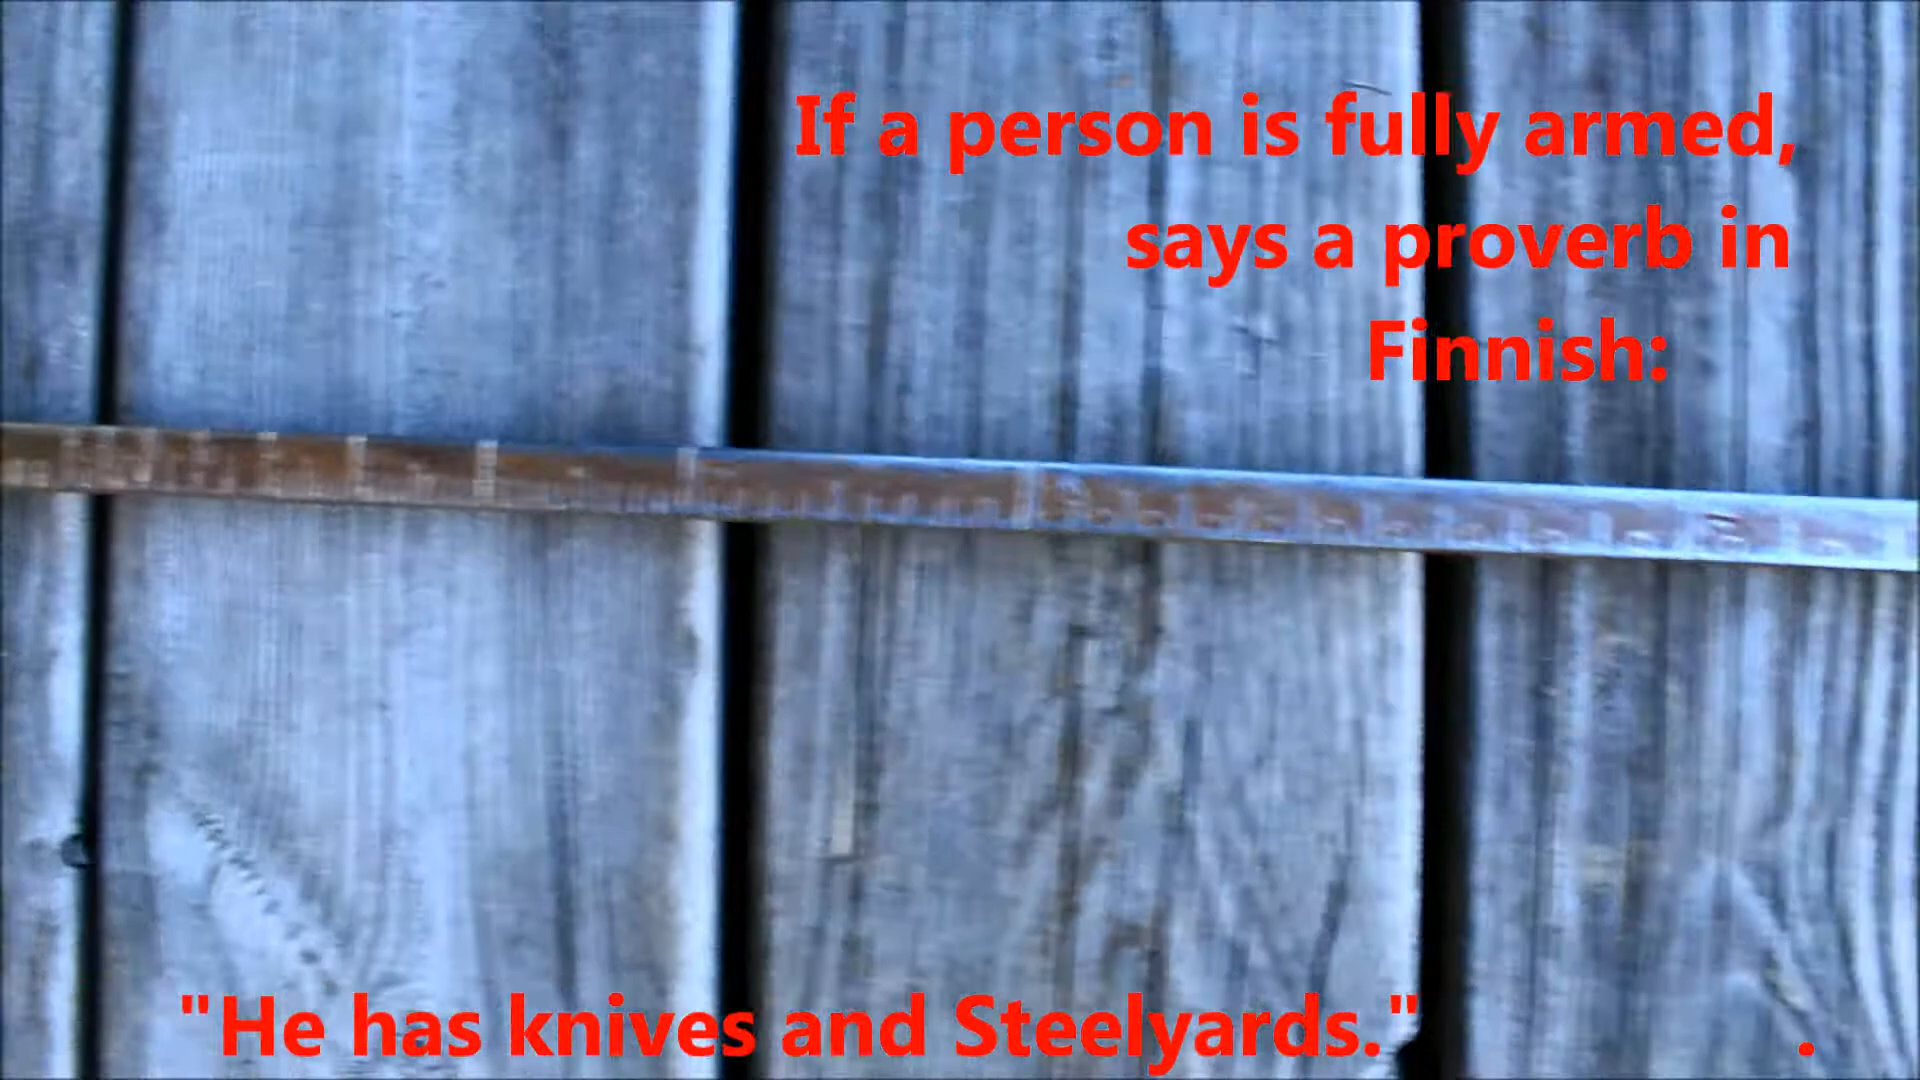 If a person is fully armed,
says a proverb in
Finnish:
"He has knives and Steelyards."
.